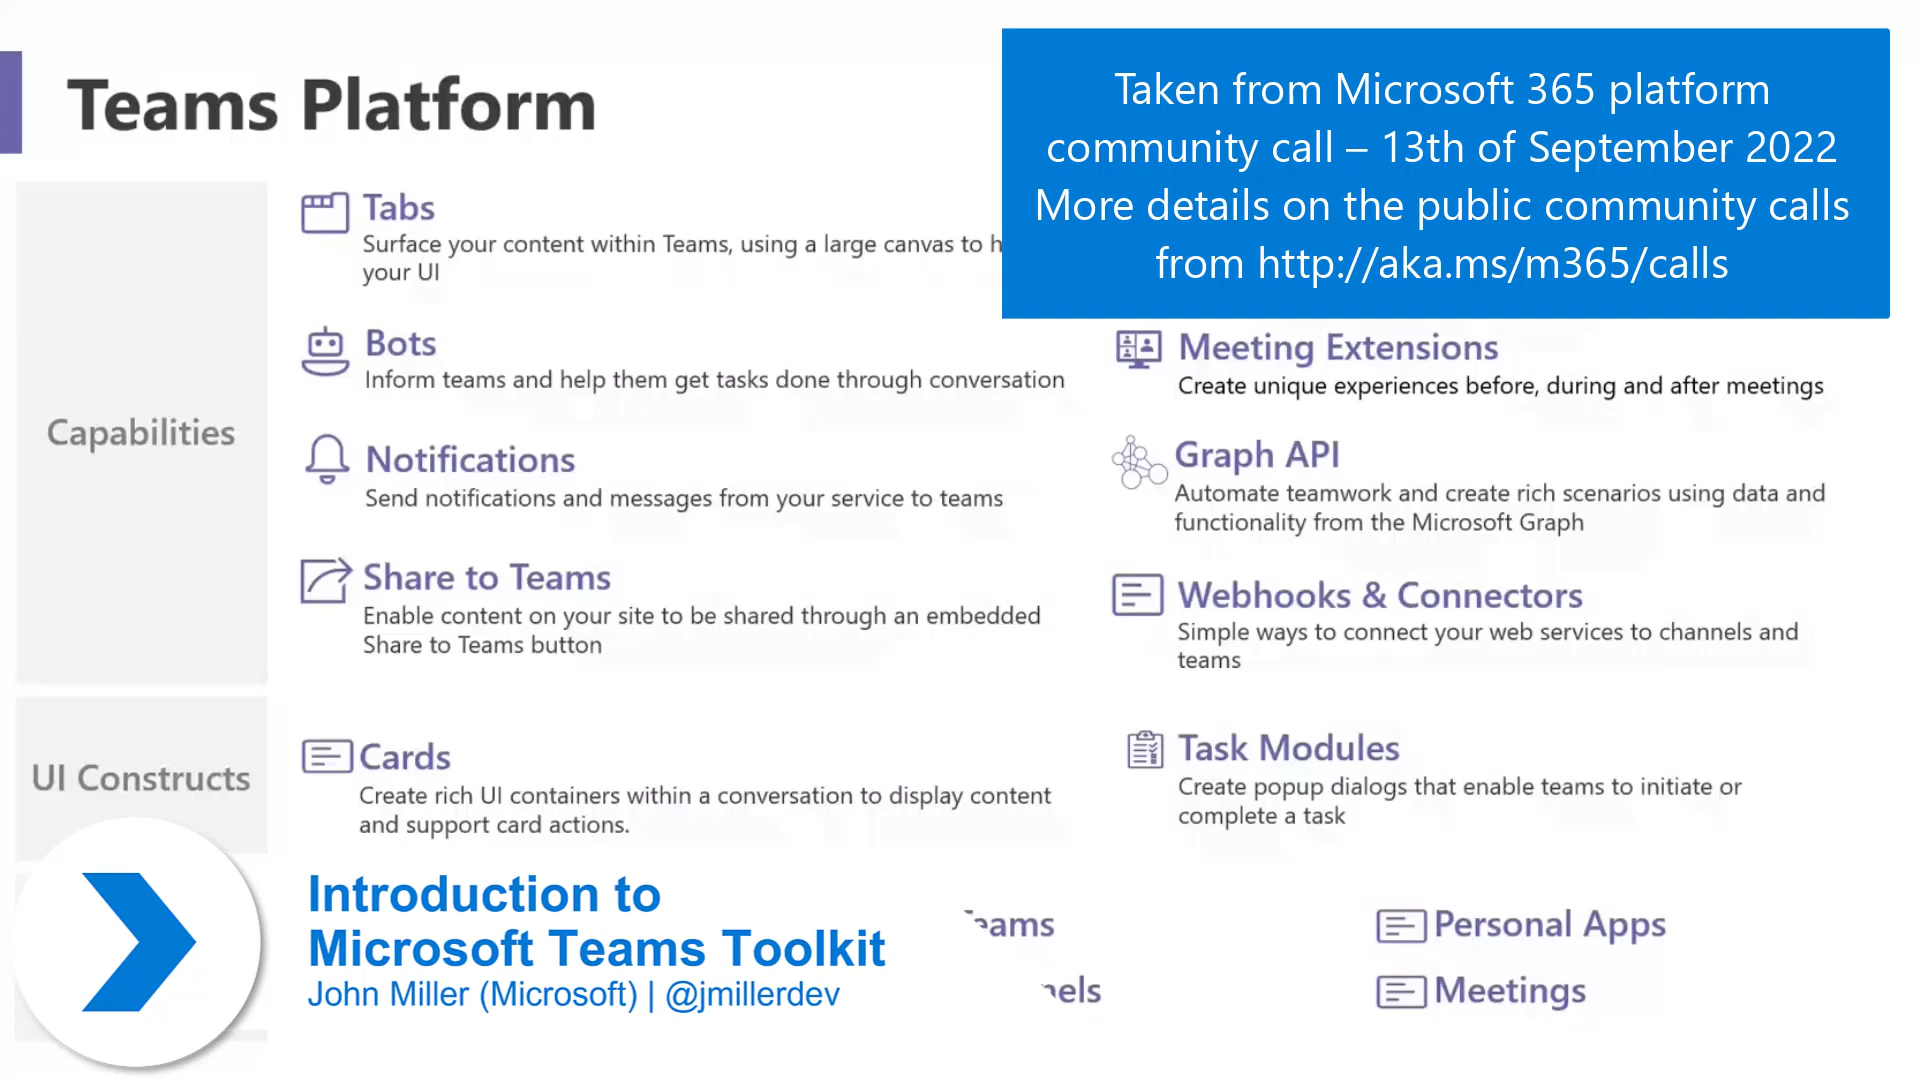 Teams Platform
Taken from Microsoft 365 platform
community call – 13th of September 2022
More details on the public community calls
from http://aka.ms/m365/calls
Capabilities
Tabs
Surface your content within Teams, using a large canvas to
your UI
Bots
Inform teams and help them get tasks done through conversation
Notifications
Send notifications and messages from your service to teams
Share to Teams
Enable content on your site to be shared through an embedded
Share to Teams button
Meeting Extensions
Create unique experiences before, during and after meetings
Graph API
Automate teamwork and create rich scenarios using data and
functionality from the Microsoft Graph
Webhooks & Connectors
Simple ways to connect your web services to channels and
teams
UI Constructs
Cards
Create rich UI containers within a conversation to display content
and support card actions.
Task Modules
Create popup dialogs that enable teams to initiate or
complete a task
Introduction to
Microsoft Teams Toolkit
John Miller (Microsoft) | @jmillerdev
Personal Apps
Meetings